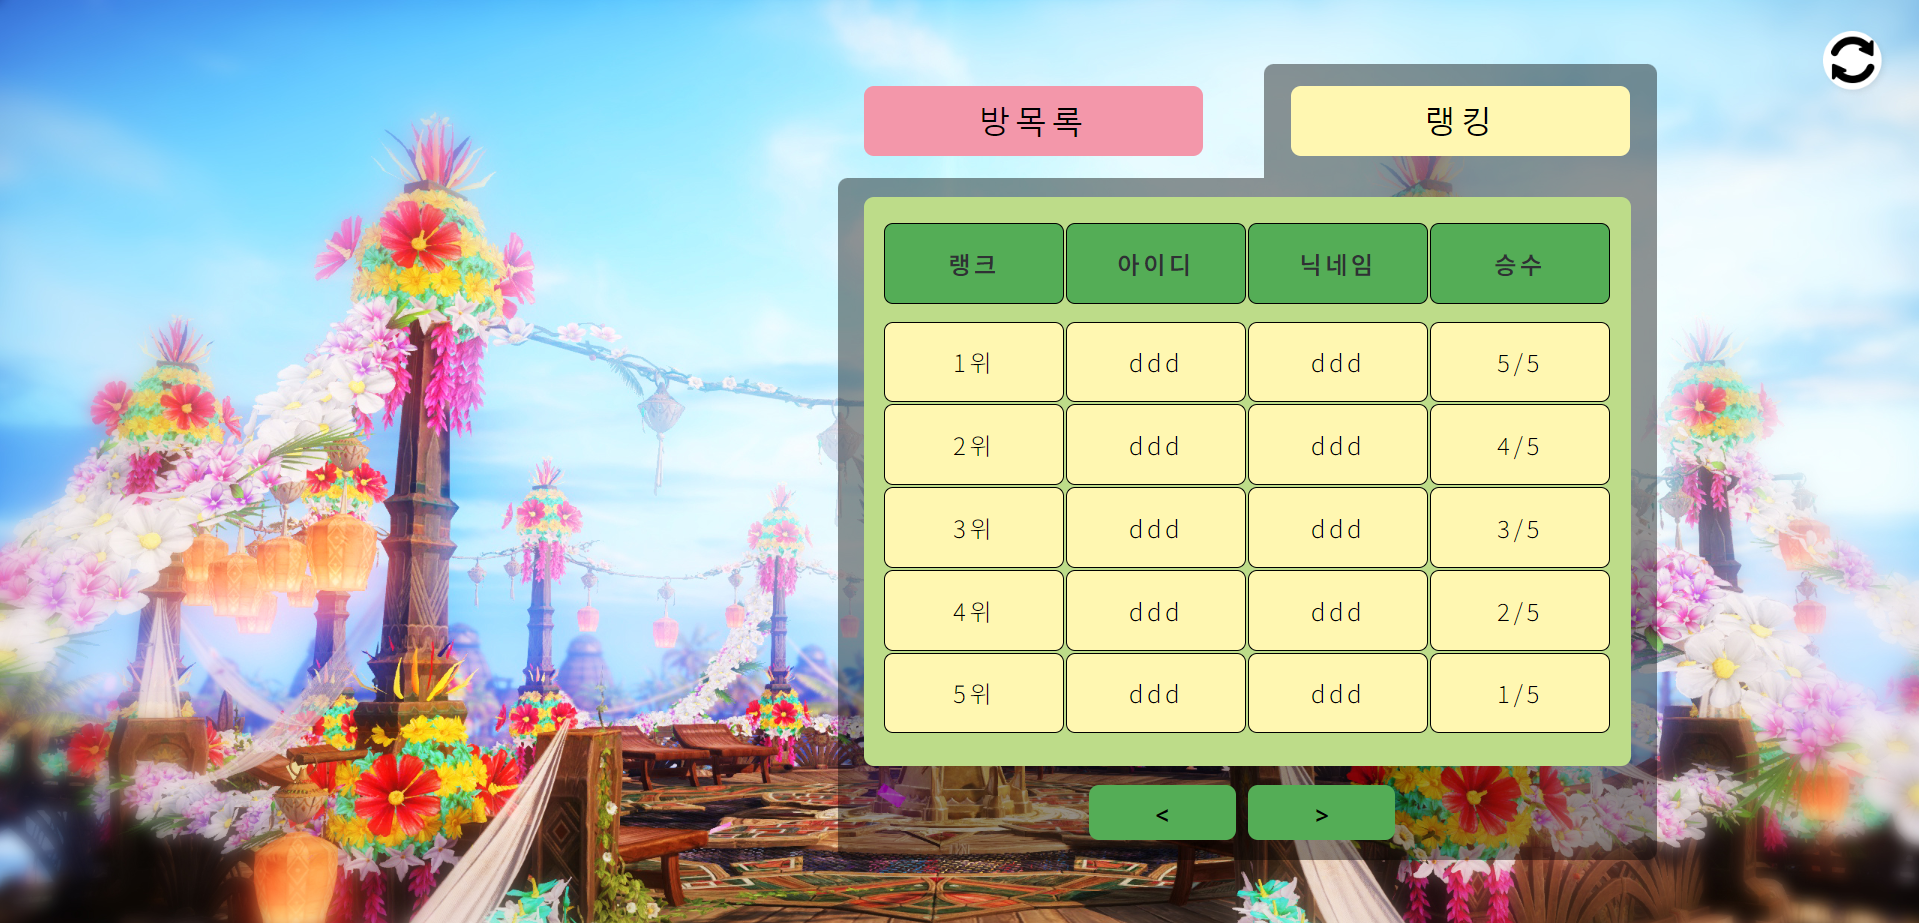 방목록 랭킹
랭크 아이디 닉네임 승수
1위 ddd ddd 5/5
2위 ddd ddd 4/5
3위 ddd ddd 3/5
4위 ddd ddd 2/5
5위 ddd ddd 1/5
< >